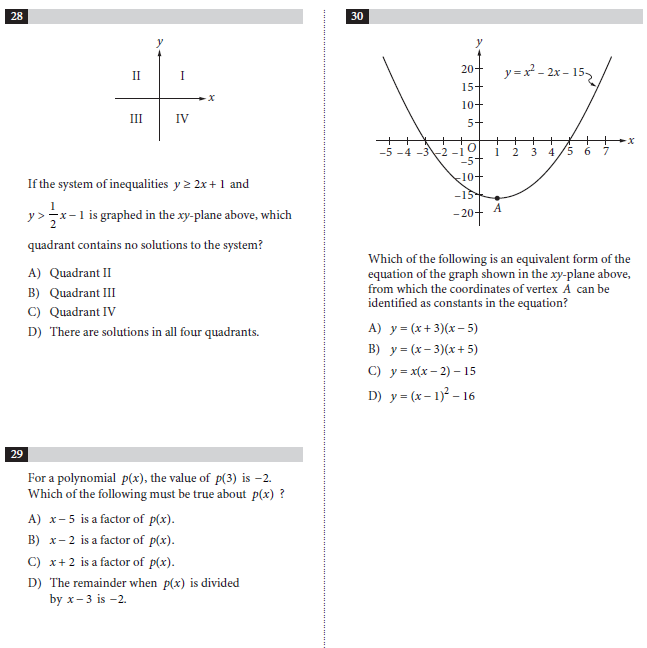 28
y
II I
x
III IV
If the system of inequalities y ≥ 2x + 1 and
y > 1/2 x – 1 is graphed in the xy-plane above, which
quadrant contains no solutions to the system?
A) Quadrant II
B) Quadrant III
C) Quadrant IV
D) There are solutions in all four quadrants.
29
For a polynomial p(x), the value of p(3) is –2.
Which of the following must be true about p(x) ?
A) x – 5 is a factor of p(x).
B) x – 2 is a factor of p(x).
C) x + 2 is a factor of p(x).
D) The remainder when p(x) is divided
by x – 3 is –2.
30
y
20
y = x² – 2x – 15
15
10
5
x
–5 –4 –3 –2 –1 O 1 2 3 4 5 6 7
–5
–10
–15
–20 A
Which of the following is an equivalent form of the
equation of the graph shown in the xy-plane above,
from which the coordinates of vertex A can be
identified as constants in the equation?
A) y = (x + 3)(x – 5)
B) y = (x – 3)(x + 5)
C) y = x(x – 2) – 15
D) y = (x – 1)² – 16